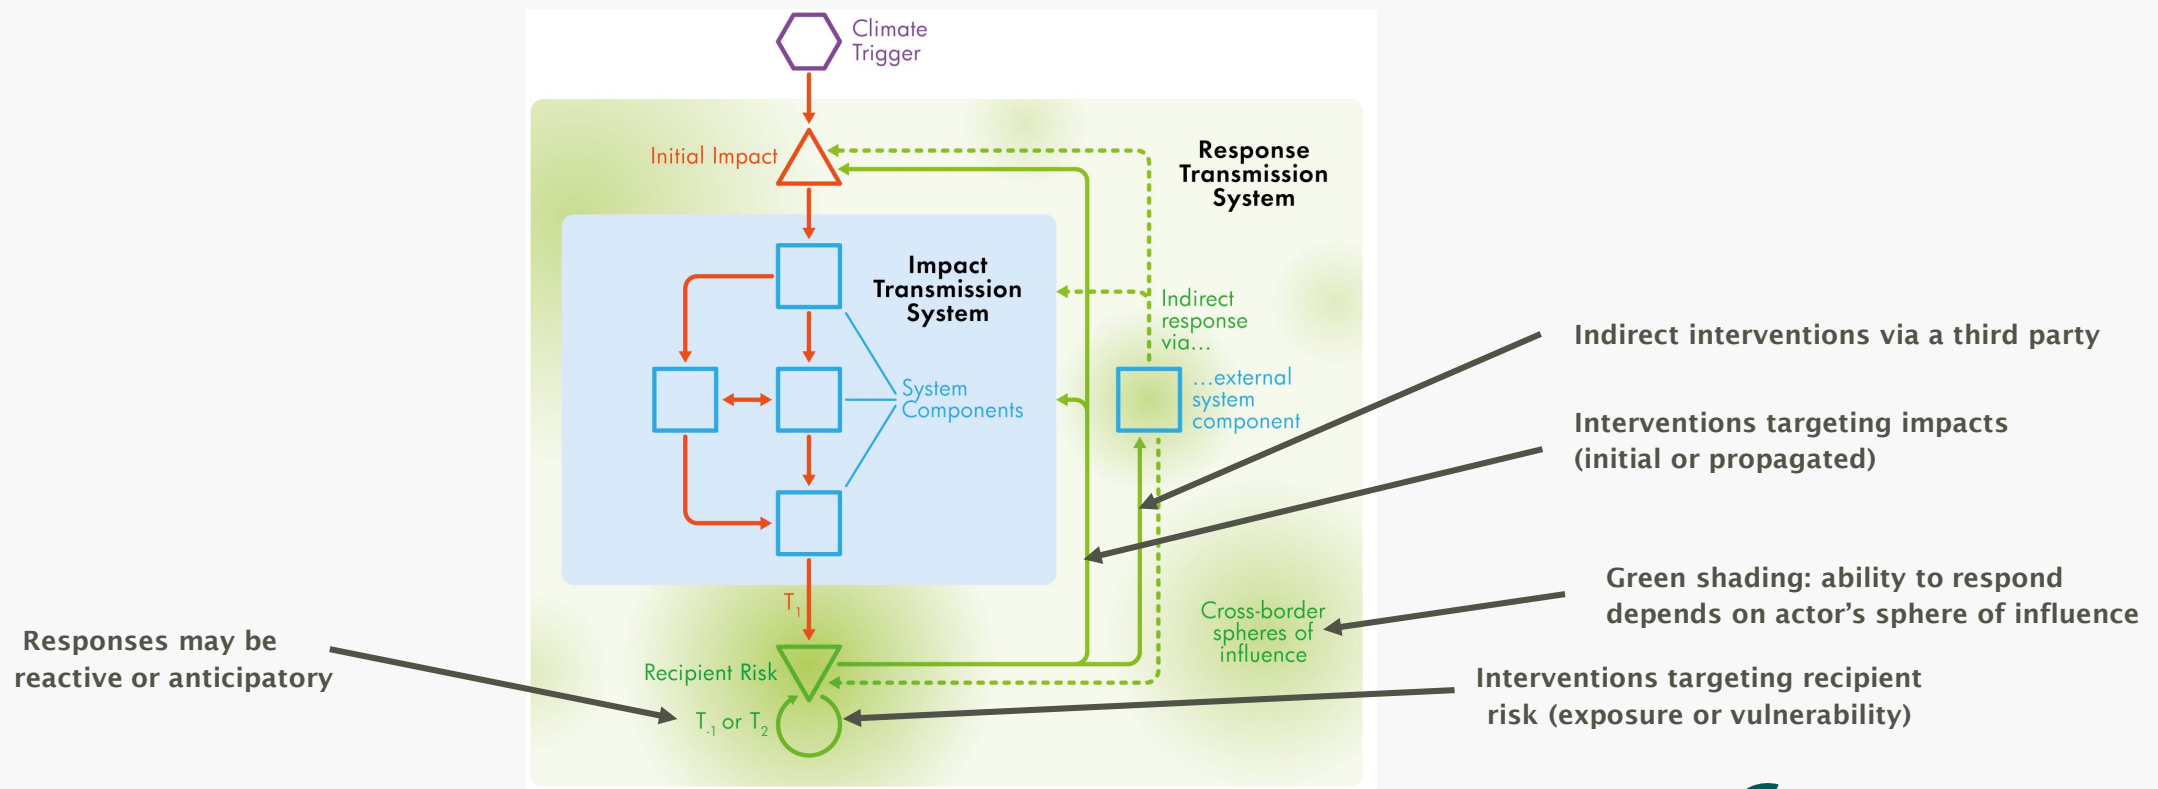 Climate
Trigger
Initial Impact
Response
Transmission
System
Impact
Transmission
System
Indirect
response
via...
...external
system
component
System
Components
T1
Recipient Risk
T-1 or T2
Cross-border
spheres of
influence
Indirect interventions via a third party
Interventions targeting impacts
(initial or propagated)
Green shading: ability to respond
depends on actor’s sphere of influence
Interventions targeting recipient
risk (exposure or vulnerability)
Responses may be
reactive or anticipatory